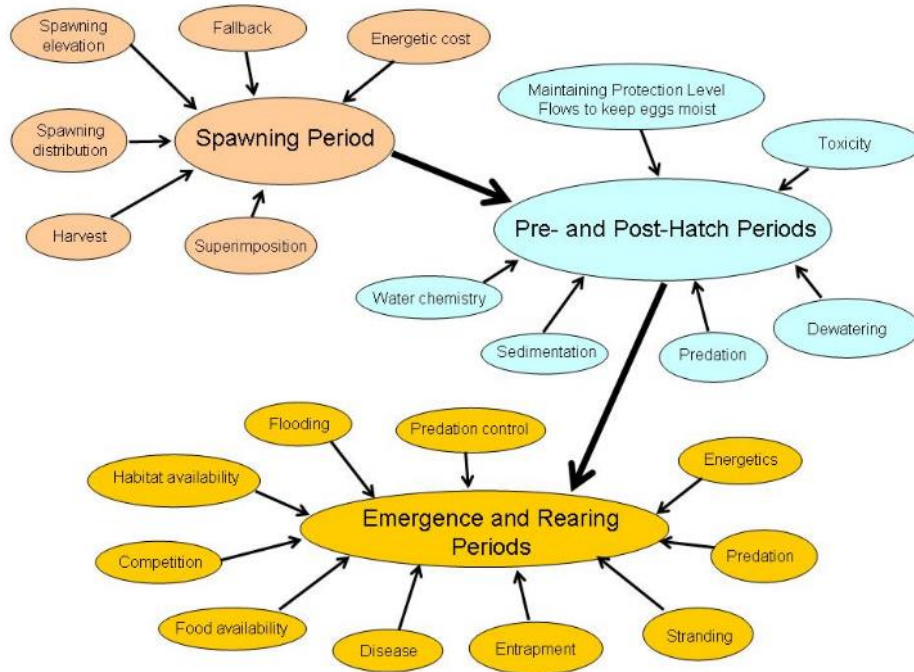 Spawning
elevation
Fallback
Energetic cost
Spawning Period
Spawning
distribution
Harvest
Superimposition
Maintaining Protection Level
Flows to keep eggs moist
Toxicity
Pre- and Post-Hatch Periods
Water chemistry
Sedimentation
Predation
Dewatering
Flooding
Predation control
Energetics
Habitat availability
Emergence and Rearing
Periods
Competition
Predation
Food availability
Disease
Entrapment
Stranding